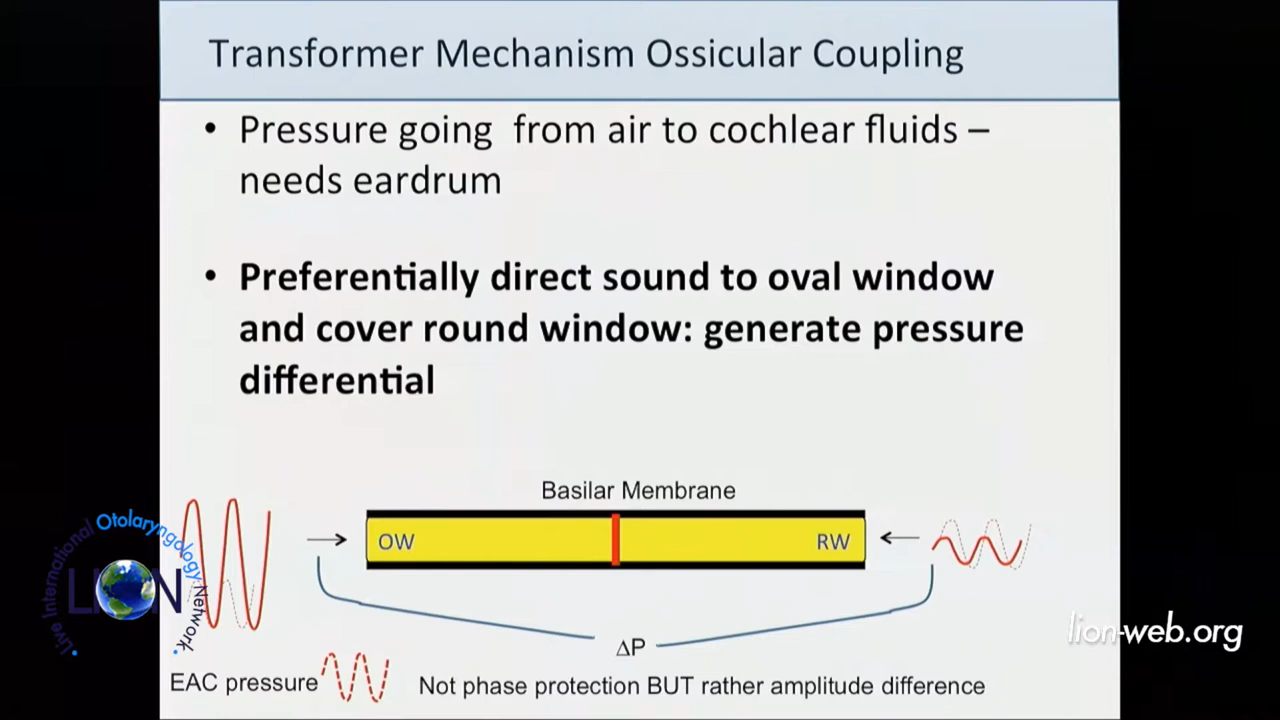 Transformer Mechanism Ossicular Coupling
• Pressure going from air to cochlear fluids –
needs eardrum
• Preferentially direct sound to oval window
and cover round window: generate pressure
differential
Basilar Membrane
OW
RW
ΔP
EAC pressure
Not phase protection BUT rather amplitude difference
• Live International Otolaryngology Network •
LION
lion-web.org